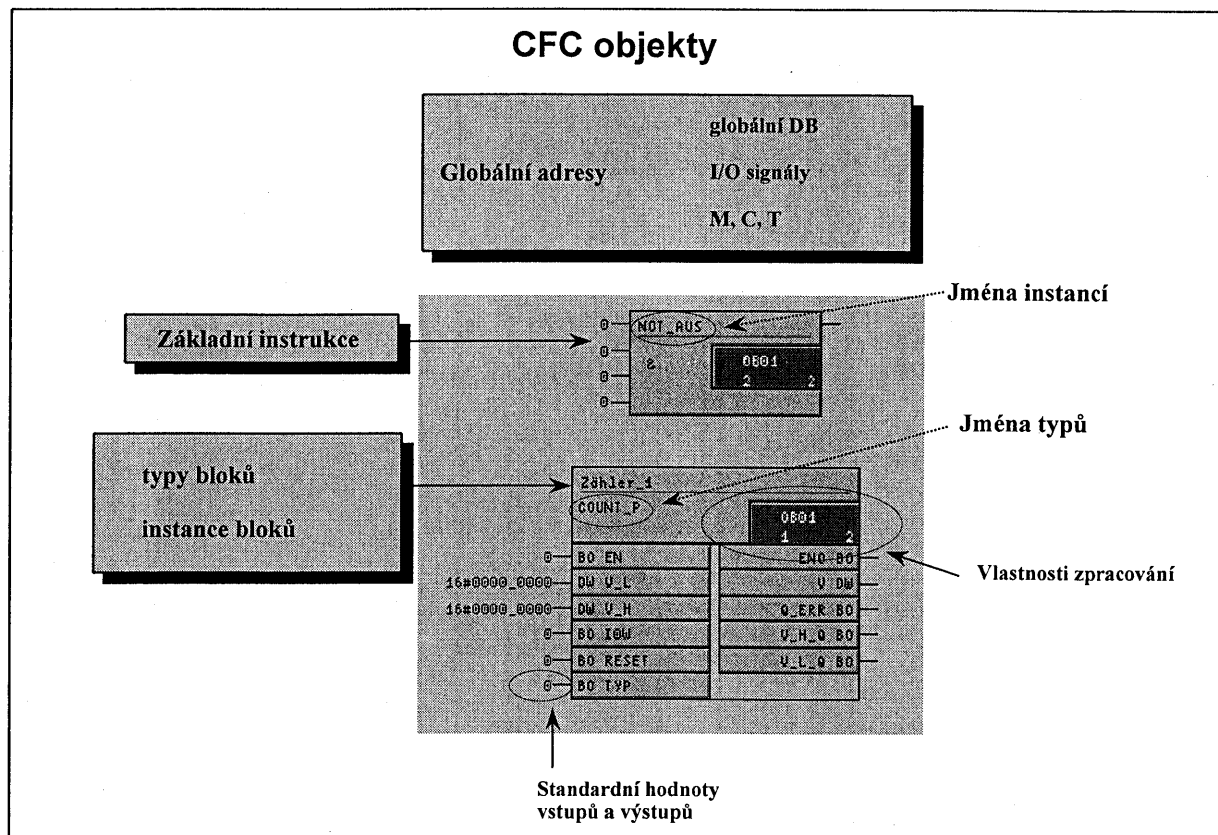 CFC objekty
Globální adresy
globální DB
I/O signály
M, C, T
Jména instancí
Základní instrukce
0
NOT_AUS
0
&
OB01
0
2 2
0
Jména typů
typy bloků
instance bloků
Zähler_1
COUNT_P
OB01
1 2
0 BO EN ENO BO
16#0000_0000 DW V_L V DW
16#0000_0000 DW V_H Q_ERR BO
0 BO IOW V_H_Q BO
0 BO RESET V_L_Q BO
0 BO TYP
Vlastnosti zpracování
Standardní hodnoty
vstupů a výstupů